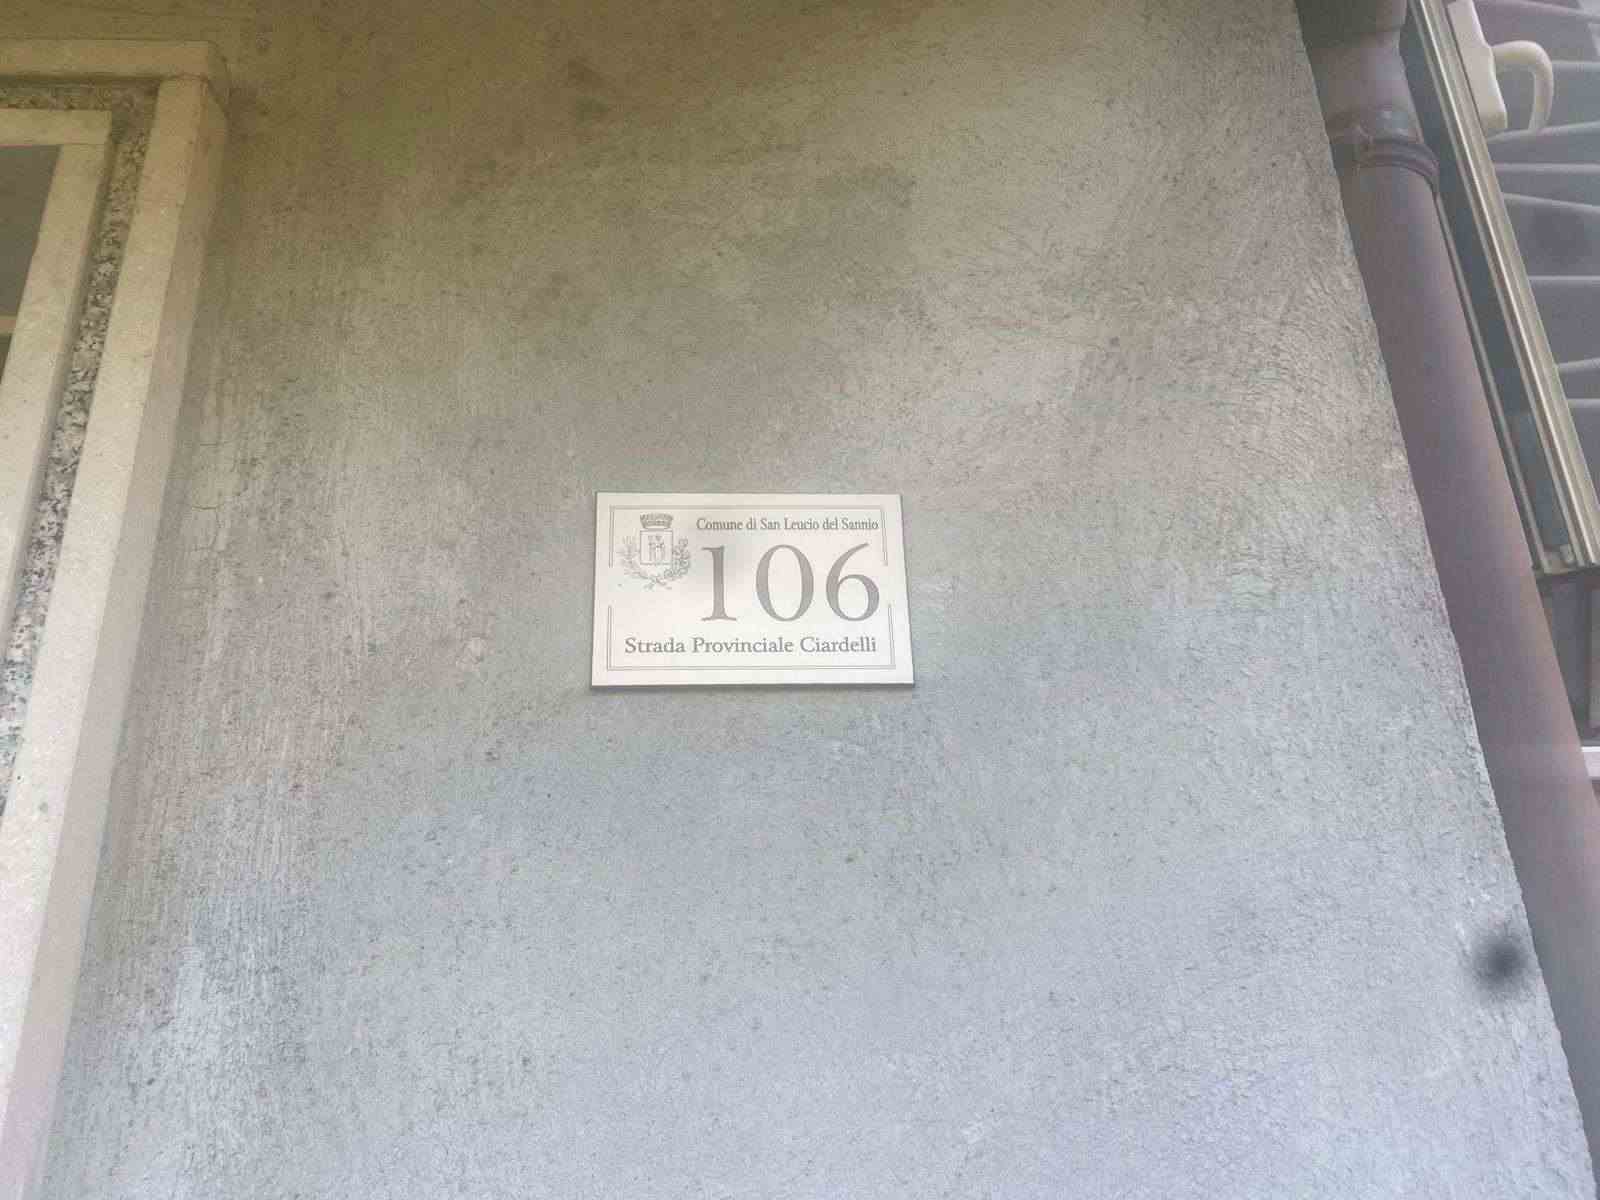 Comune di San Leucio del Sannio
106
Strada Provinciale Ciardelli